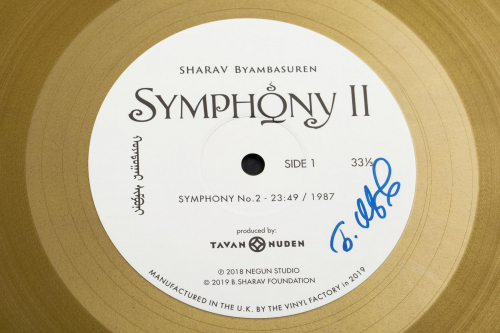 SHARAV BYAMBASUREN
SYMPHONY II
SIDE 1
33⅓
SYMPHONY No.2 - 23:49 / 1987
produced by:
TAVAN NUDEN
℗ 2018 NEGUN STUDIO
© 2019 B.SHARAV FOUNDATION
MANUFACTURED IN THE U.K. BY THE VINYL FACTORY in 2019